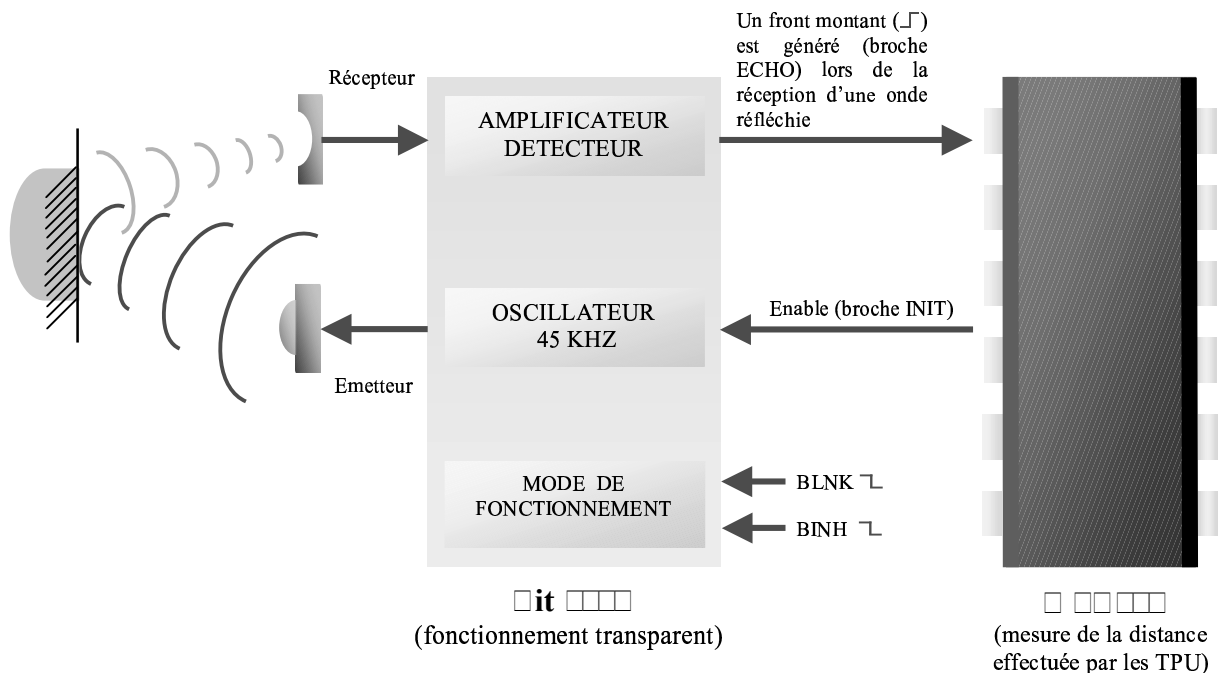 Un front montant ( )
est généré (broche
ECHO) lors de la
réception d'une onde
réfléchie
Récepteur
AMPLIFICATEUR
DETECTEUR
OSCILLATEUR
45 KHZ
Enable (broche INIT)
Emetteur
MODE DE
FONCTIONNEMENT
BLNK
BINH
it
(fonctionnement transparent)
(mesure de la distance
effectuée par les TPU)